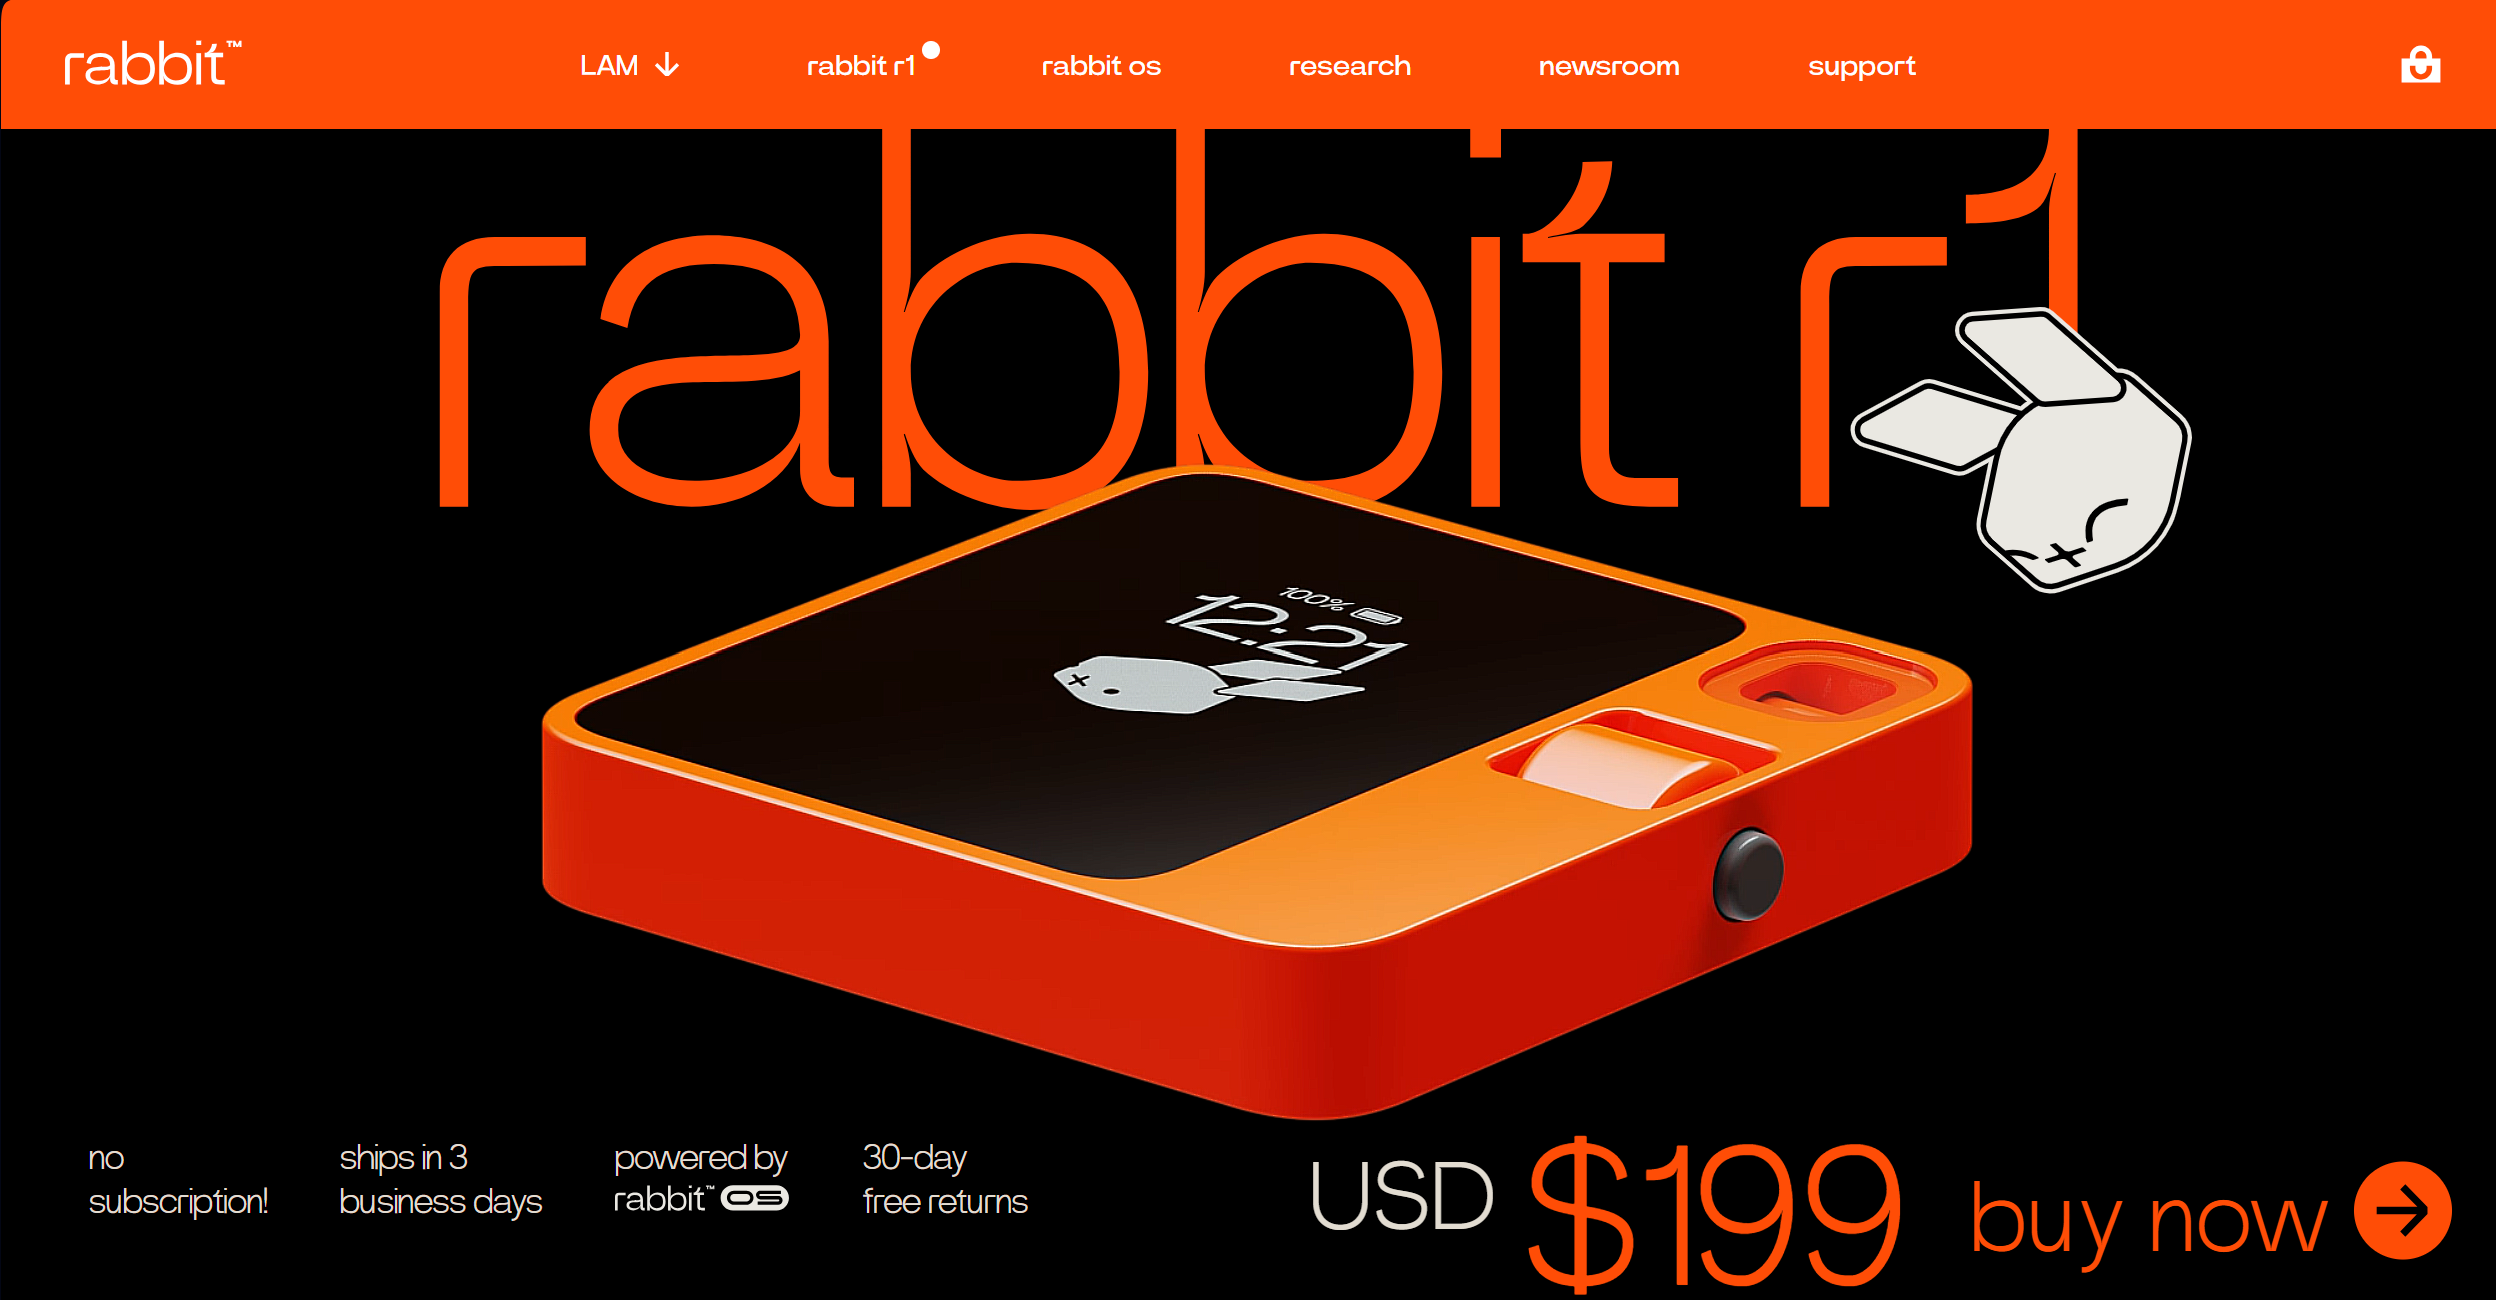 rabbit™
LAM ↓
rabbit r1
rabbit os
research
newsroom
support
rabbit r1
100%
12:21
no
subscription!
ships in 3
business days
powered by
rabbit™ OS
30-day
free returns
USD $199
buy now →